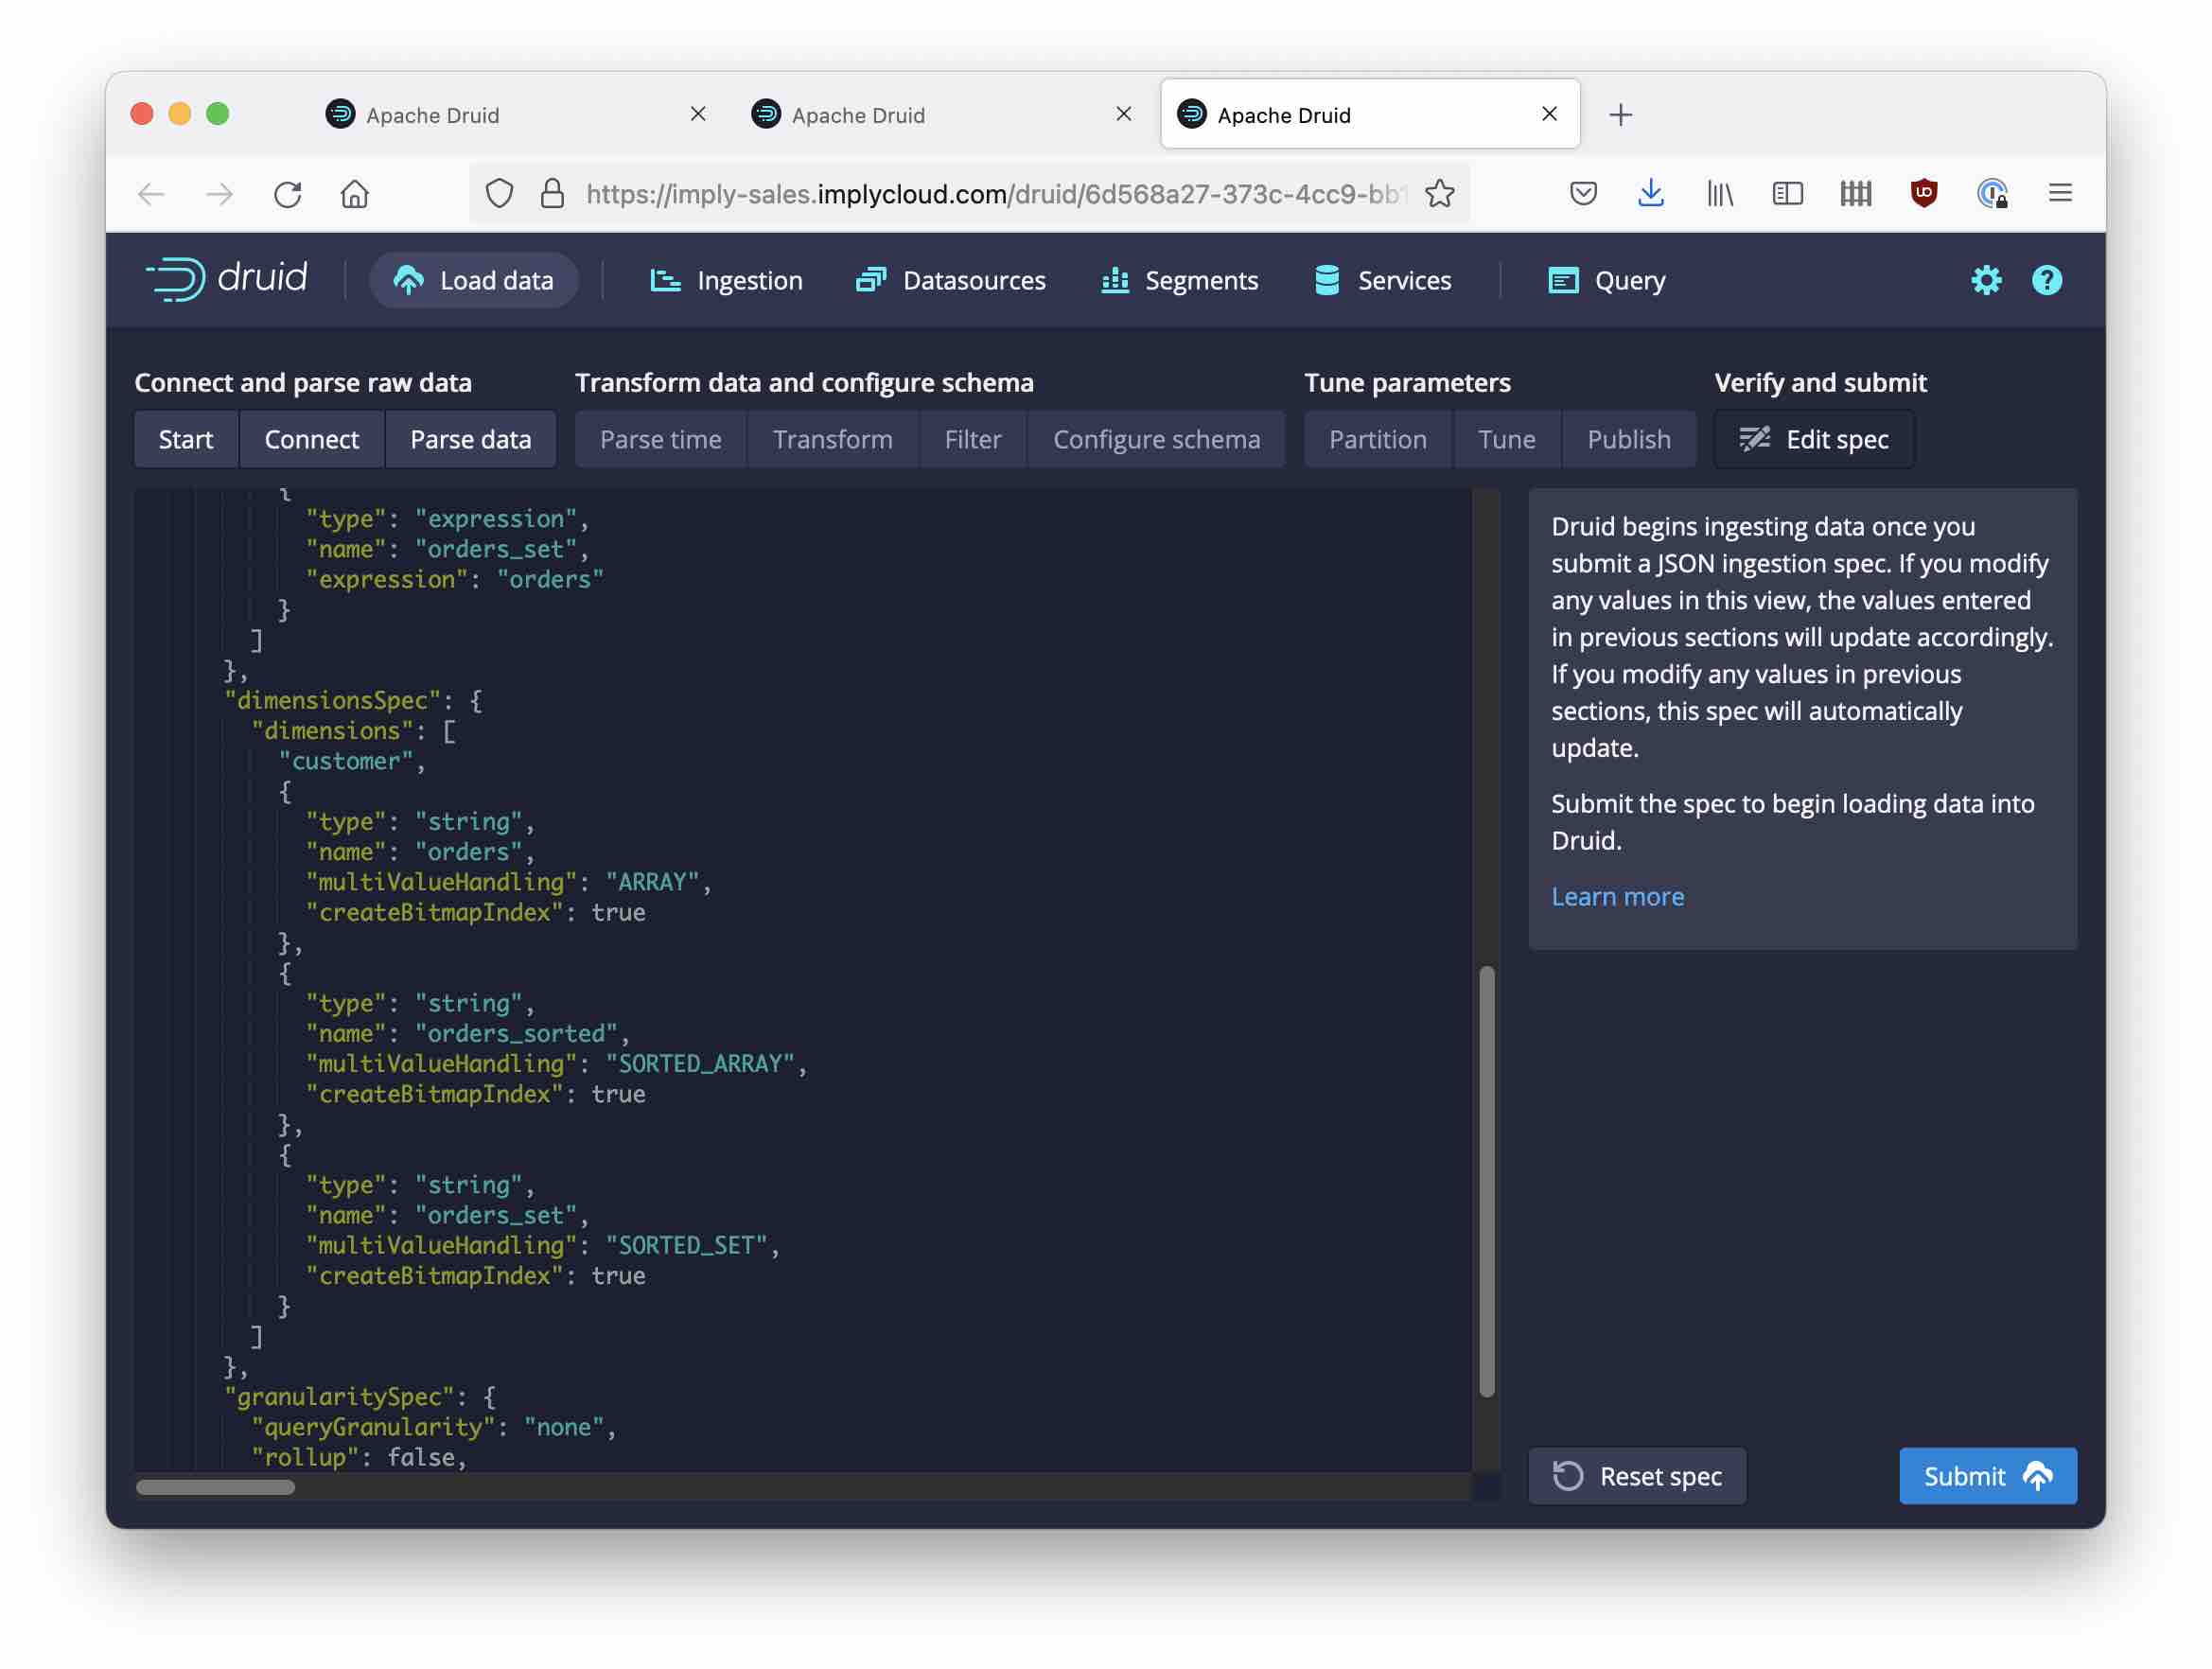 Apache Druid
Apache Druid
Apache Druid
https://imply-sales.implycloud.com/druid/6d568a27-373c-4cc9-bb
druid
Load data
Ingestion
Datasources
Segments
Services
Query
Connect and parse raw data
Transform data and configure schema
Tune parameters
Verify and submit
Start
Connect
Parse data
Parse time
Transform
Filter
Configure schema
Partition
Tune
Publish
Edit spec
{
"type": "expression",
"name": "orders_set",
"expression": "orders"
}
]
},
"dimensionsSpec": {
"dimensions": [
"customer",
{
"type": "string",
"name": "orders",
"multiValueHandling": "ARRAY",
"createBitmapIndex": true
},
{
"type": "string",
"name": "orders_sorted",
"multiValueHandling": "SORTED_ARRAY",
"createBitmapIndex": true
},
{
"type": "string",
"name": "orders_set",
"multiValueHandling": "SORTED_SET",
"createBitmapIndex": true
}
]
},
"granularitySpec": {
"queryGranularity": "none",
"rollup": false,
Druid begins ingesting data once you
submit a JSON ingestion spec. If you modify
any values in this view, the values entered
in previous sections will update accordingly.
If you modify any values in previous
sections, this spec will automatically
update.
Submit the spec to begin loading data into
Druid.
Learn more
Reset spec
Submit